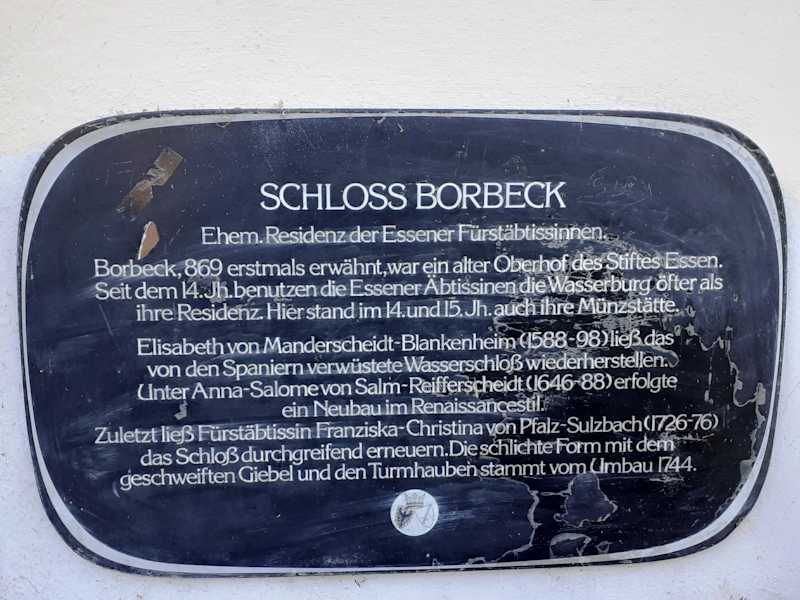 SCHLOSS BORBECK
Ehem. Residenz der Essener Fürstäbtissinnen.
Borbeck, 869 erstmals erwähnt, war ein alter Oberhof des Stiftes Essen.
Seit dem 14. Jh. benutzen die Essener Äbtissinen die Wasserburg öfter als
ihre Residenz. Hier stand im 14. und 15. Jh. auch ihre Münzstätte.
Elisabeth von Manderscheidt-Blankenheim (1588-98) ließ das
von den Spaniern verwüstete Wasserschlöß wiederherstellen.
Unter Anna-Salome von Salm-Reifferscheidt (1646-88) erfolgte
ein Neubau im Renaissancestil.
Zuletzt ließ Fürstäbtissin Franziska-Christina von Pfalz-Sulzbach (1726-76)
das Schloß durchgreifend erneuern. Die schlichte Form mit dem
geschweiften Giebel und den Turmhauben stammt vom Umbau 1744.